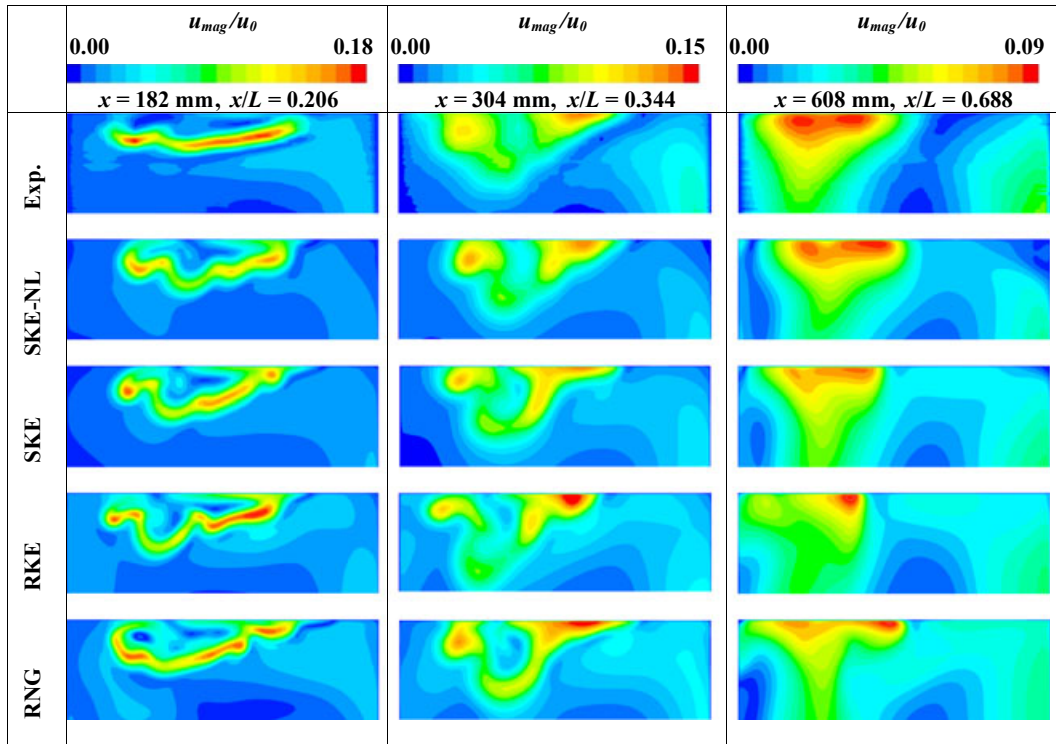 u_mag/u_0 u_mag/u_0 u_mag/u_0
0.00 0.18 0.00 0.15 0.00 0.09
x = 182 mm, x/L = 0.206 x = 304 mm, x/L = 0.344 x = 608 mm, x/L = 0.688
Exp.
SKE-NL
SKE
RKE
RNG